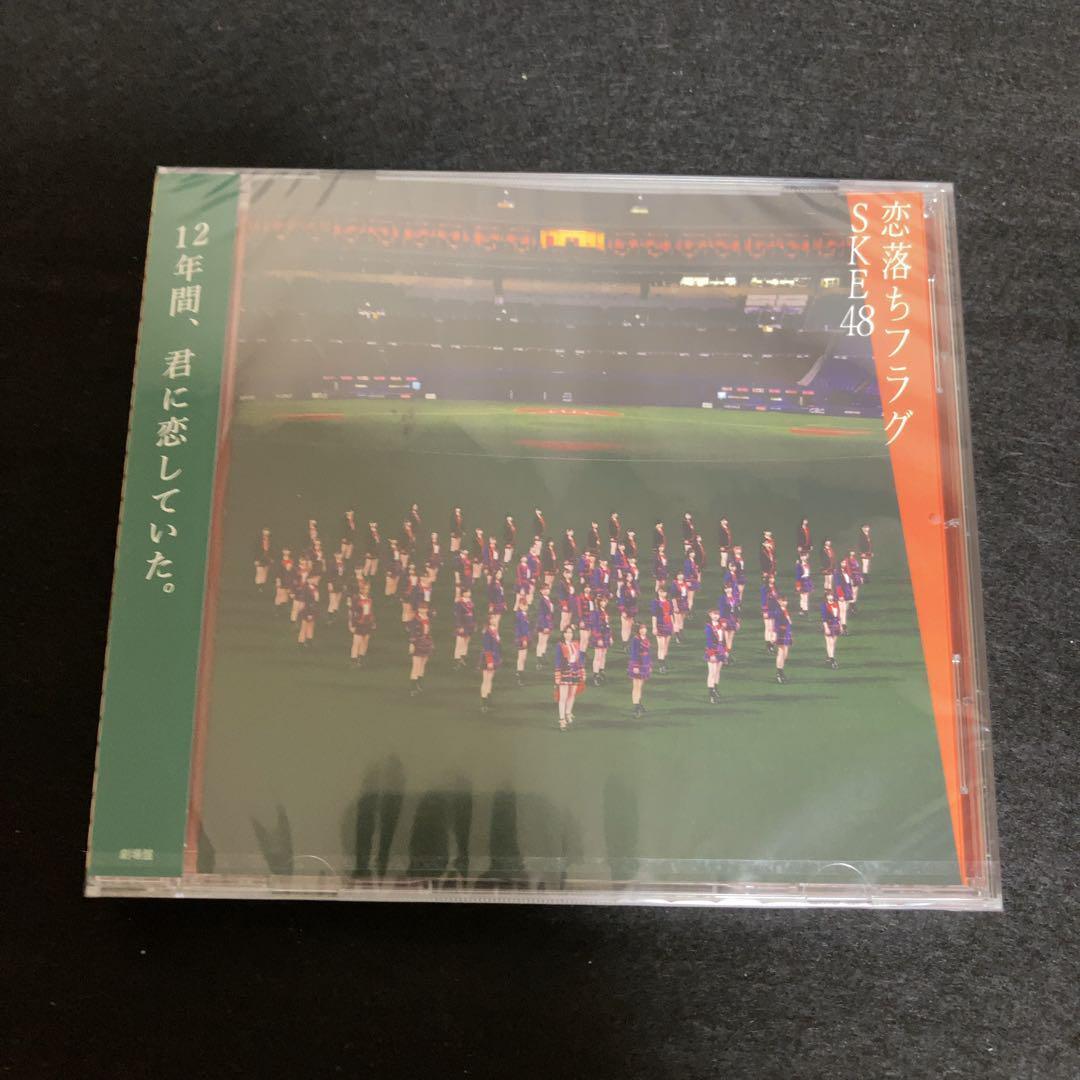 恋落ちフラグ
SKE48
12年間、君に恋していた。
劇場盤